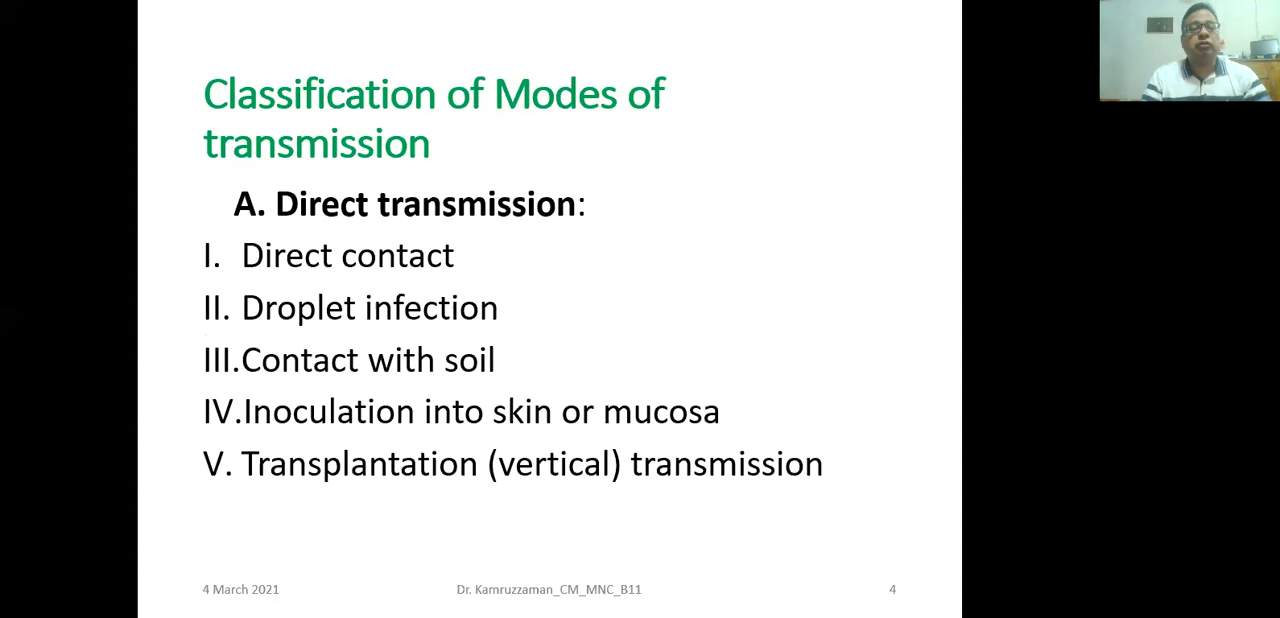 Classification of Modes of
transmission
A. Direct transmission:
I. Direct contact
II. Droplet infection
III.Contact with soil
IV.Inoculation into skin or mucosa
V. Transplantation (vertical) transmission
4 March 2021
Dr. Kamruzzaman_CM_MNC_B11
4